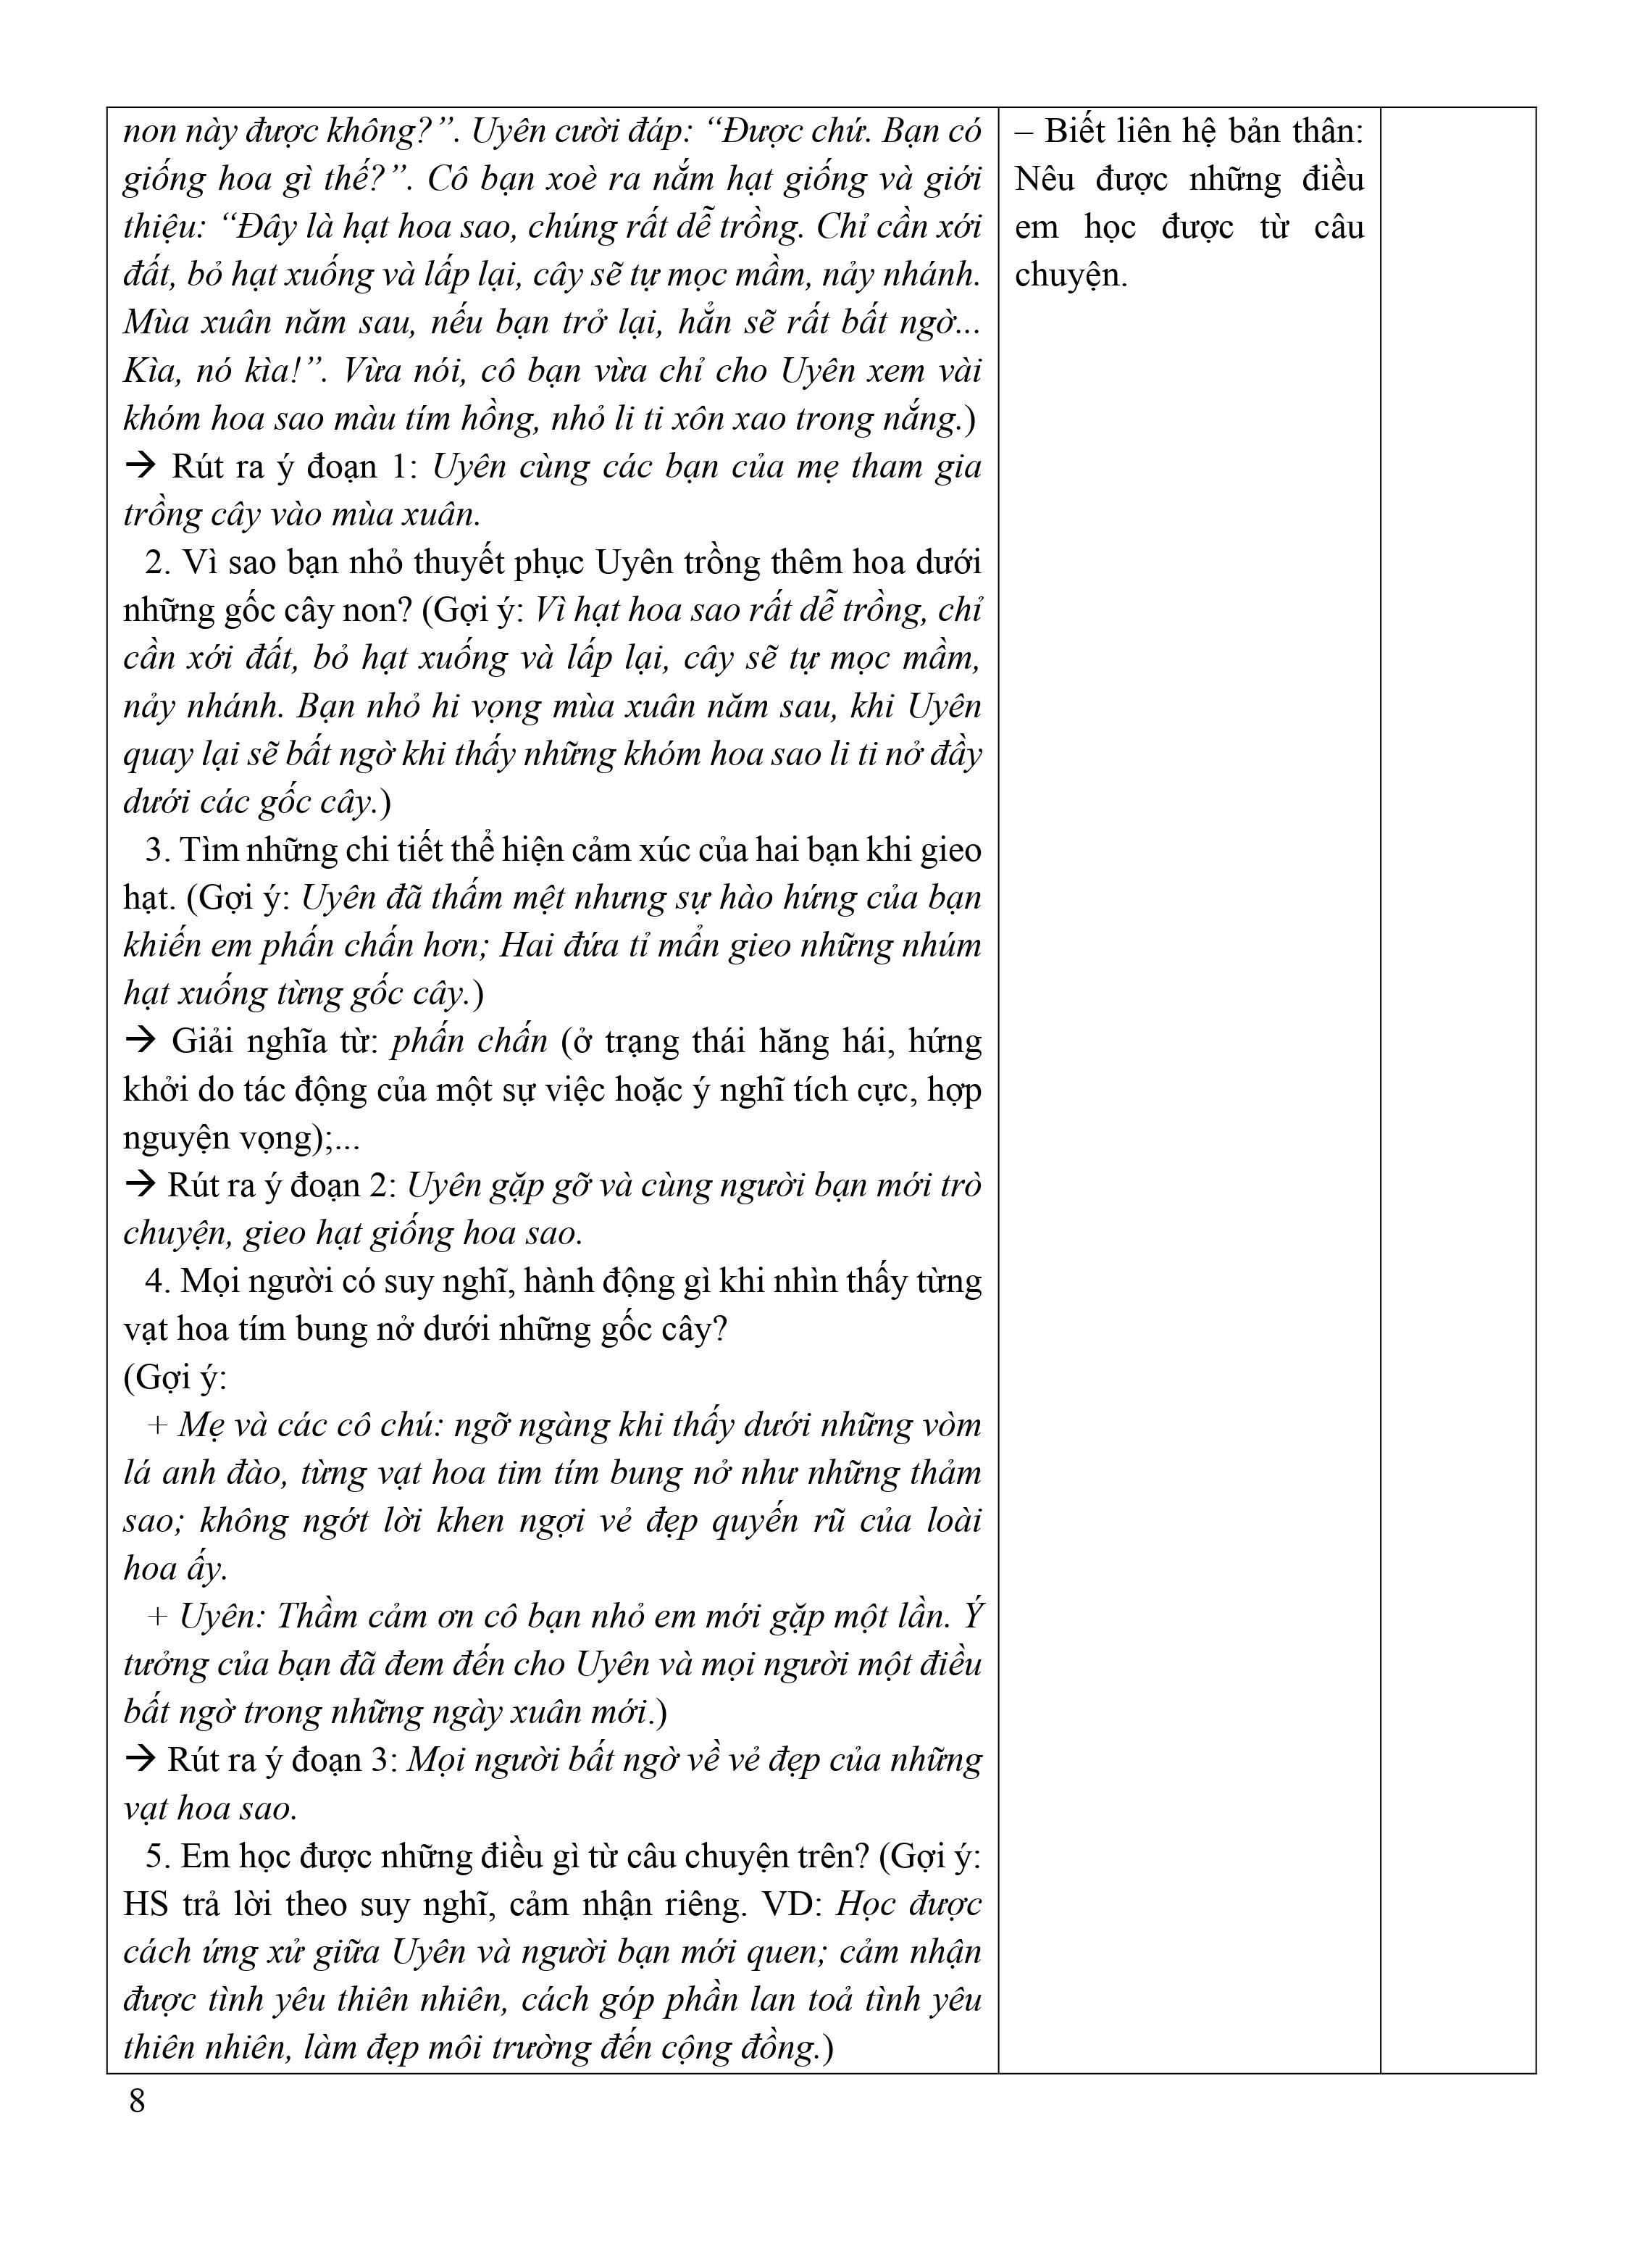 non này được không?”. Uyên cười đáp: “Được chứ. Bạn có
giống hoa gì thế?”. Cô bạn xoè ra nắm hạt giống và giới
thiệu: “Đây là hạt hoa sao, chúng rất dễ trồng. Chỉ cần xới
đất, bỏ hạt xuống và lấp lại, cây sẽ tự mọc mầm, nảy nhánh.
Mùa xuân năm sau, nếu bạn trở lại, hẳn sẽ rất bất ngờ...
Kìa, nó kìa!”. Vừa nói, cô bạn vừa chỉ cho Uyên xem vài
khóm hoa sao màu tím hồng, nhỏ li ti xôn xao trong nắng.)
→ Rút ra ý đoạn 1: Uyên cùng các bạn của mẹ tham gia
trồng cây vào mùa xuân.
2. Vì sao bạn nhỏ thuyết phục Uyên trồng thêm hoa dưới
những gốc cây non? (Gợi ý: Vì hạt hoa sao rất dễ trồng, chỉ
cần xới đất, bỏ hạt xuống và lấp lại, cây sẽ tự mọc mầm,
nảy nhánh. Bạn nhỏ hi vọng mùa xuân năm sau, khi Uyên
quay lại sẽ bất ngờ khi thấy những khóm hoa sao li ti nở đầy
dưới các gốc cây.)
3. Tìm những chi tiết thể hiện cảm xúc của hai bạn khi gieo
hạt. (Gợi ý: Uyên đã thấm mệt nhưng sự hào hứng của bạn
khiến em phấn chấn hơn; Hai đứa tỉ mẩn gieo những nhúm
hạt xuống từng gốc cây.)
→ Giải nghĩa từ: phấn chấn (ở trạng thái hăng hái, hứng
khởi do tác động của một sự việc hoặc ý nghĩ tích cực, hợp
nguyện vọng);...
→ Rút ra ý đoạn 2: Uyên gặp gỡ và cùng người bạn mới trò
chuyện, gieo hạt giống hoa sao.
4. Mọi người có suy nghĩ, hành động gì khi nhìn thấy từng
vạt hoa tím bung nở dưới những gốc cây?
(Gợi ý:
+ Mẹ và các cô chú: ngỡ ngàng khi thấy dưới những vòm
lá anh đào, từng vạt hoa tim tím bung nở như những thảm
sao; không ngớt lời khen ngợi vẻ đẹp quyến rũ của loài
hoa ấy.
+ Uyên: Thầm cảm ơn cô bạn nhỏ em mới gặp một lần. Ý
tưởng của bạn đã đem đến cho Uyên và mọi người một điều
bất ngờ trong những ngày xuân mới.)
→ Rút ra ý đoạn 3: Mọi người bất ngờ về vẻ đẹp của những
vạt hoa sao.
5. Em học được những điều gì từ câu chuyện trên? (Gợi ý:
HS trả lời theo suy nghĩ, cảm nhận riêng. VD: Học được
cách ứng xử giữa Uyên và người bạn mới quen; cảm nhận
được tình yêu thiên nhiên, cách góp phần lan toả tình yêu
thiên nhiên, làm đẹp môi trường đến cộng đồng.)
– Biết liên hệ bản thân:
Nêu được những điều
em học được từ câu
chuyện.
8